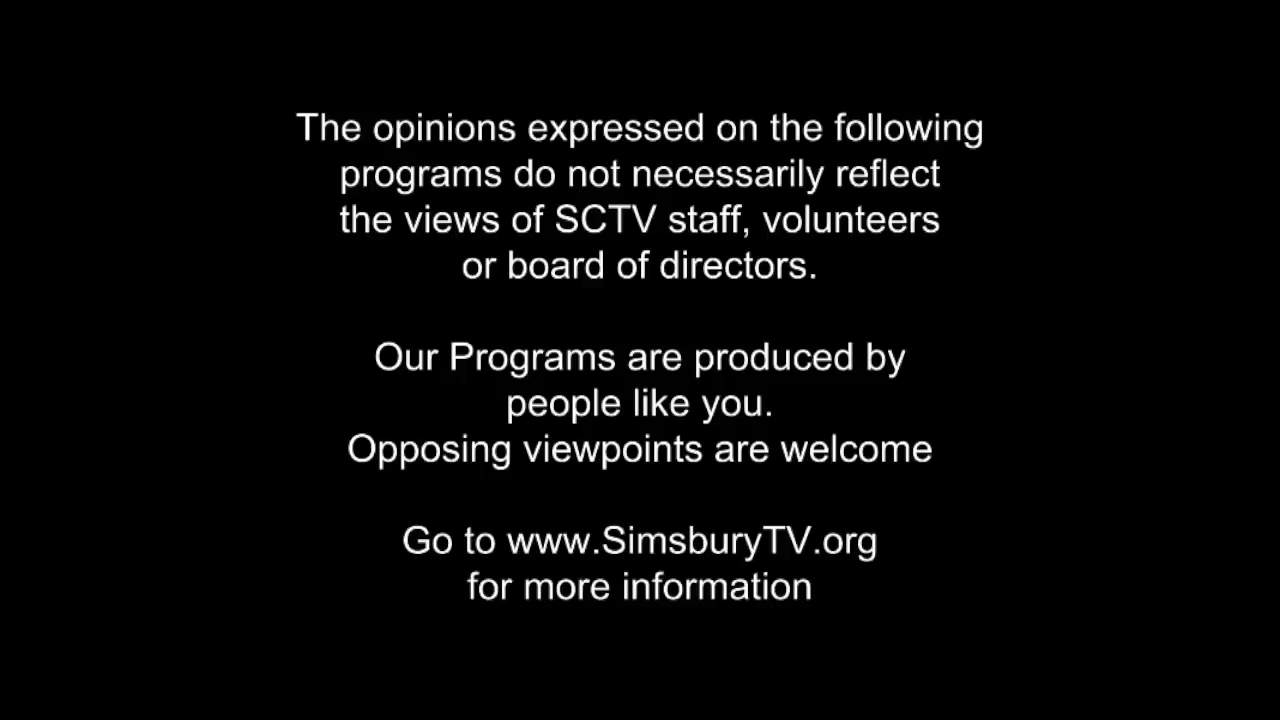 The opinions expressed on the following
programs do not necessarily reflect
the views of SCTV staff, volunteers
or board of directors.
Our Programs are produced by
people like you.
Opposing viewpoints are welcome
Go to www.SimsburyTV.org
for more information